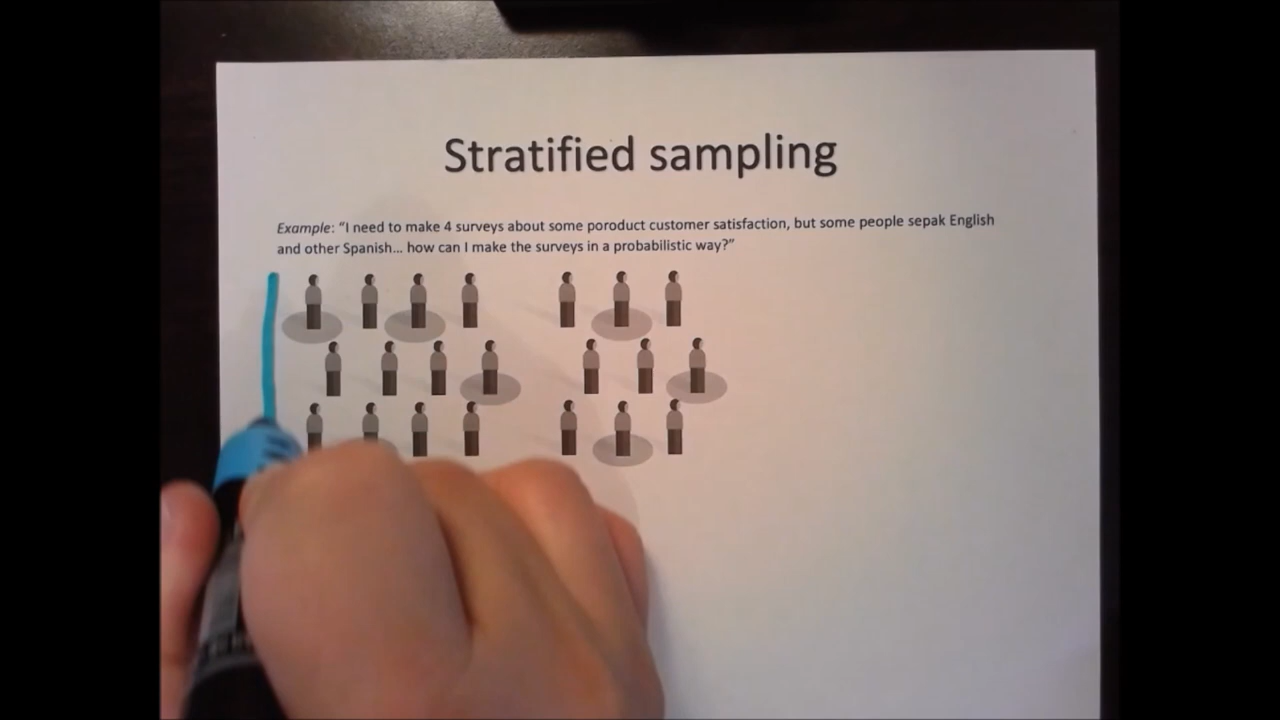 Stratified sampling
Example: “I need to make 4 surveys about some poroduct customer satisfaction, but some people sepak English
and other Spanish... how can I make the surveys in a probabilistic way?”